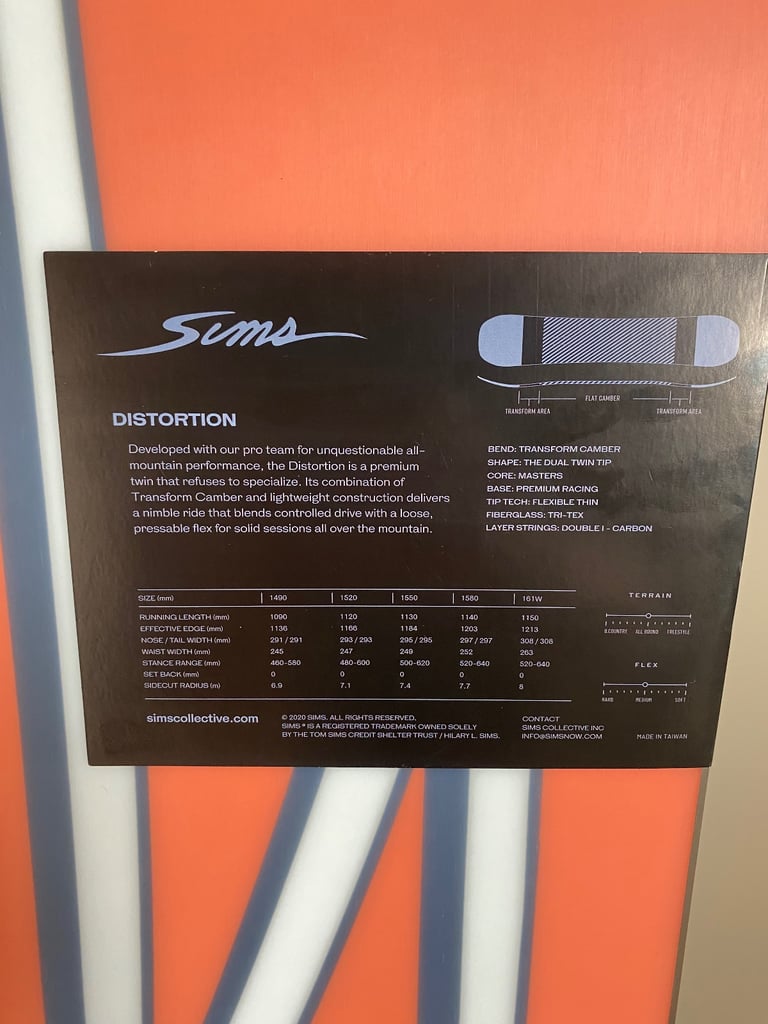 Sims
TRANSFORM AREA
FLAT CAMBER
TRANSFORM AREA
DISTORTION
Developed with our pro team for unquestionable all-
mountain performance, the Distortion is a premium
twin that refuses to specialize. Its combination of
Transform Camber and lightweight construction delivers
a nimble ride that blends controlled drive with a loose,
pressable flex for solid sessions all over the mountain.
BEND: TRANSFORM CAMBER
SHAPE: THE DUAL TWIN TIP
CORE: MASTERS
BASE: PREMIUM RACING
TIP TECH: FLEXIBLE THIN
FIBERGLASS: TRI-TEX
LAYER STRINGS: DOUBLE I - CARBON
SIZE (mm) | 1490 | 1520 | 1550 | 1580 | 161W
RUNNING LENGTH (mm) 1090 1120 1130 1140 1150
EFFECTIVE EDGE (mm) 1136 1166 1184 1203 1213
NOSE / TAIL WIDTH (mm) 291 / 291 293 / 293 295 / 295 297 / 297 308 / 308
WAIST WIDTH (mm) 245 247 249 252 263
STANCE RANGE (mm) 460-580 480-600 500-620 520-640 520-640
SET BACK (mm) 0 0 0 0 0
SIDECUT RADIUS (m) 6.9 7.1 7.4 7.7 8
TERRAIN
B.COUNTRY ALL ROUND FREESTYLE
FLEX
HARD MEDIUM SOFT
simscollective.com
© 2020 SIMS. ALL RIGHTS RESERVED.
SIMS ® IS A REGISTERED TRADEMARK OWNED SOLELY
BY THE TOM SIMS CREDIT SHELTER TRUST / HILARY L. SIMS.
CONTACT
SIMS COLLECTIVE INC
INFO@SIMSNOW.COM
MADE IN TAIWAN